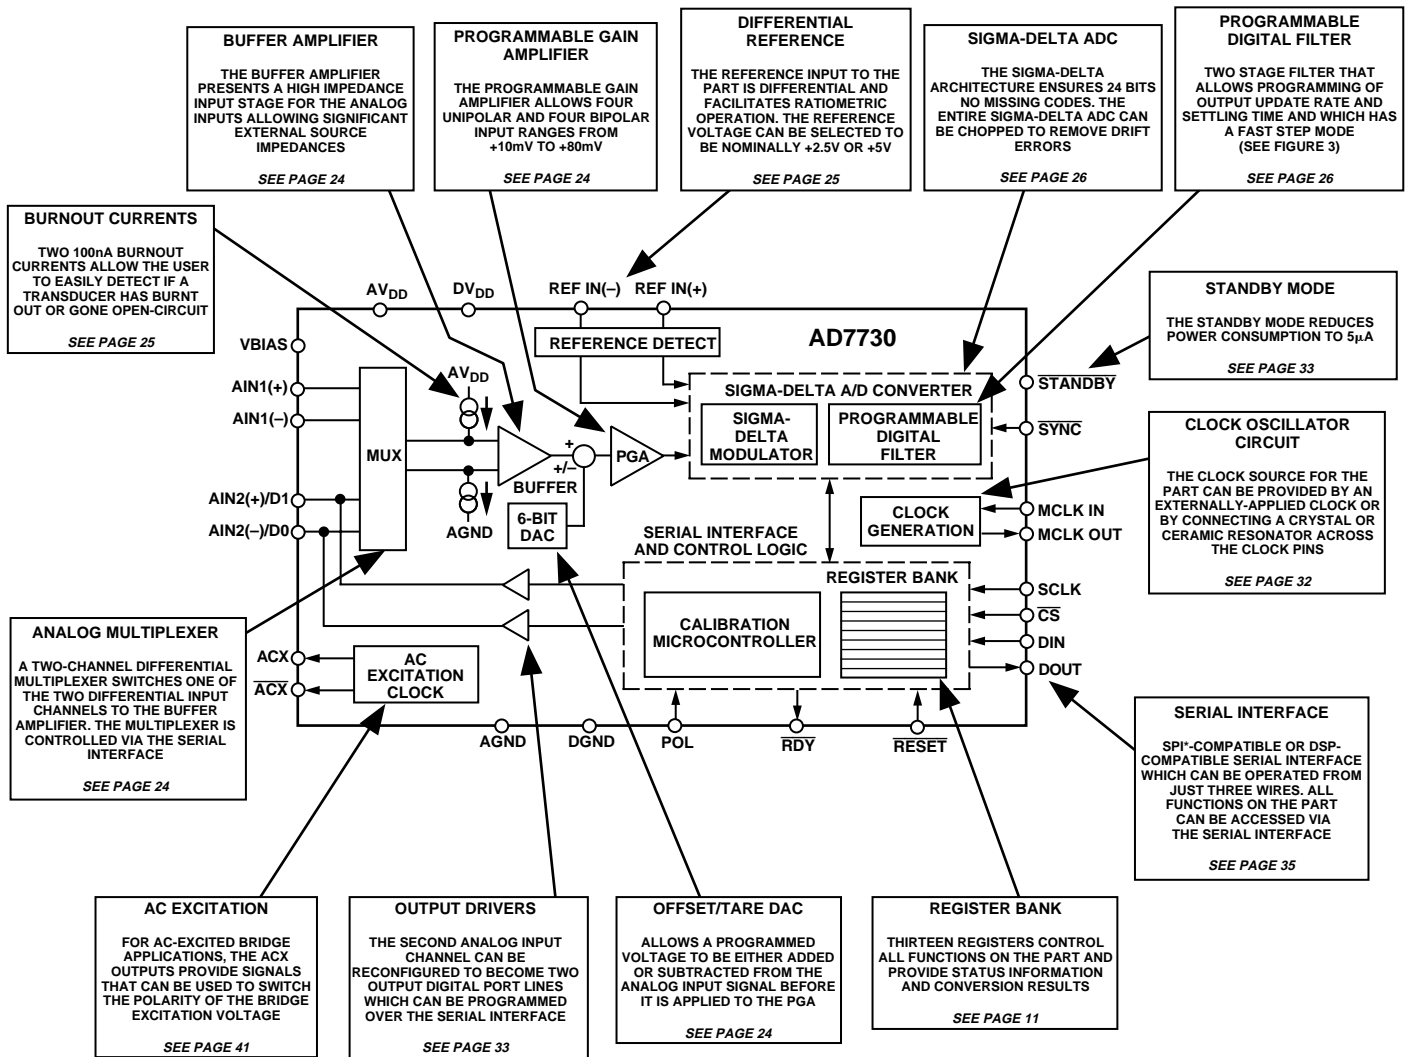 BUFFER AMPLIFIER
THE BUFFER AMPLIFIER
PRESENTS A HIGH IMPEDANCE
INPUT STAGE FOR THE ANALOG
INPUTS ALLOWING SIGNIFICANT
EXTERNAL SOURCE
IMPEDANCES
SEE PAGE 24
PROGRAMMABLE GAIN
AMPLIFIER
THE PROGRAMMABLE GAIN
AMPLIFIER ALLOWS FOUR
UNIPOLAR AND FOUR BIPOLAR
INPUT RANGES FROM
+10mV TO +80mV
SEE PAGE 24
DIFFERENTIAL
REFERENCE
THE REFERENCE INPUT TO THE
PART IS DIFFERENTIAL AND
FACILITATES RATIOMETRIC
OPERATION. THE REFERENCE
VOLTAGE CAN BE SELECTED TO
BE NOMINALLY +2.5V OR +5V
SEE PAGE 25
SIGMA-DELTA ADC
THE SIGMA-DELTA
ARCHITECTURE ENSURES 24 BITS
NO MISSING CODES. THE
ENTIRE SIGMA-DELTA ADC CAN
BE CHOPPED TO REMOVE DRIFT
ERRORS
SEE PAGE 26
PROGRAMMABLE
DIGITAL FILTER
TWO STAGE FILTER THAT
ALLOWS PROGRAMMING OF
OUTPUT UPDATE RATE AND
SETTLING TIME AND WHICH HAS
A FAST STEP MODE
(SEE FIGURE 3)
SEE PAGE 26
BURNOUT CURRENTS
TWO 100nA BURNOUT
CURRENTS ALLOW THE USER
TO EASILY DETECT IF A
TRANSDUCER HAS BURNT
OUT OR GONE OPEN-CIRCUIT
SEE PAGE 25
STANDBY MODE
THE STANDBY MODE REDUCES
POWER CONSUMPTION TO 5μA
SEE PAGE 33
CLOCK OSCILLATOR
CIRCUIT
THE CLOCK SOURCE FOR THE
PART CAN BE PROVIDED BY AN
EXTERNALLY-APPLIED CLOCK OR
BY CONNECTING A CRYSTAL OR
CERAMIC RESONATOR ACROSS
THE CLOCK PINS
SEE PAGE 32
AVDD
DVDD
REF IN(–)
REF IN(+)
AD7730
REFERENCE DETECT
VBIAS
AIN1(+)
AIN1(–)
AIN2(+)/D1
AIN2(–)/D0
MUX
AVDD
AGND
BUFFER
+
+/–
6-BIT
DAC
PGA
SIGMA-DELTA A/D CONVERTER
SIGMA-
DELTA
MODULATOR
PROGRAMMABLE
DIGITAL
FILTER
STANDBY
SYNC
CLOCK
GENERATION
MCLK IN
MCLK OUT
SERIAL INTERFACE
AND CONTROL LOGIC
REGISTER BANK
CALIBRATION
MICROCONTROLLER
SCLK
CS
DIN
DOUT
ACX
ACX
AC
EXCITATION
CLOCK
AGND
DGND
POL
RDY
RESET
ANALOG MULTIPLEXER
A TWO-CHANNEL DIFFERENTIAL
MULTIPLEXER SWITCHES ONE OF
THE TWO DIFFERENTIAL INPUT
CHANNELS TO THE BUFFER
AMPLIFIER. THE MULTIPLEXER IS
CONTROLLED VIA THE SERIAL
INTERFACE
SEE PAGE 24
SERIAL INTERFACE
SPI*-COMPATIBLE OR DSP-
COMPATIBLE SERIAL INTERFACE
WHICH CAN BE OPERATED FROM
JUST THREE WIRES. ALL
FUNCTIONS ON THE PART
CAN BE ACCESSED VIA
THE SERIAL INTERFACE
SEE PAGE 35
AC EXCITATION
FOR AC-EXCITED BRIDGE
APPLICATIONS, THE ACX
OUTPUTS PROVIDE SIGNALS
THAT CAN BE USED TO SWITCH
THE POLARITY OF THE BRIDGE
EXCITATION VOLTAGE
SEE PAGE 41
OUTPUT DRIVERS
THE SECOND ANALOG INPUT
CHANNEL CAN BE
RECONFIGURED TO BECOME TWO
OUTPUT DIGITAL PORT LINES
WHICH CAN BE PROGRAMMED
OVER THE SERIAL INTERFACE
SEE PAGE 33
OFFSET/TARE DAC
ALLOWS A PROGRAMMED
VOLTAGE TO BE EITHER ADDED
OR SUBTRACTED FROM THE
ANALOG INPUT SIGNAL BEFORE
IT IS APPLIED TO THE PGA
SEE PAGE 24
REGISTER BANK
THIRTEEN REGISTERS CONTROL
ALL FUNCTIONS ON THE PART AND
PROVIDE STATUS INFORMATION
AND CONVERSION RESULTS
SEE PAGE 11